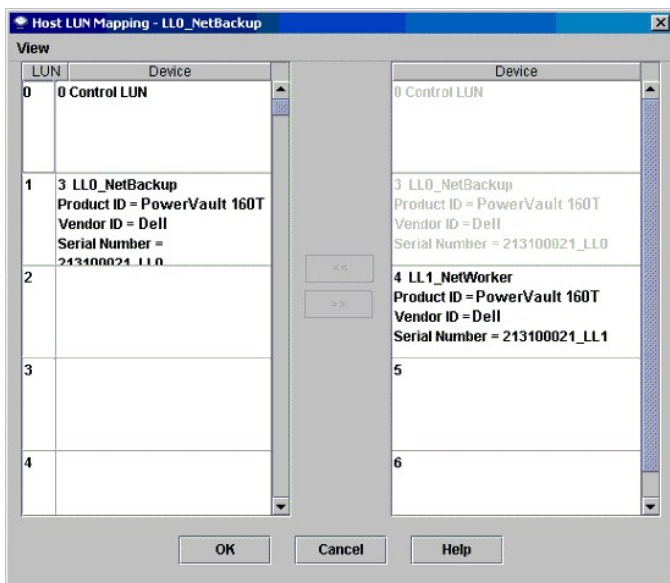 Host LUN Mapping - LL0_NetBackup
View
LUN Device
0 0 Control LUN
1 3 LL0_NetBackup
Product ID = PowerVault 160T
Vendor ID = Dell
Serial Number =
213100021_LL0
2
3
4
<<
>>
Device
0 Control LUN
3 LL0_NetBackup
Product ID = PowerVault 160T
Vendor ID = Dell
Serial Number = 213100021_LL0
4 LL1_NetWorker
Product ID = PowerVault 160T
Vendor ID = Dell
Serial Number = 213100021_LL1
5
6
OK Cancel Help